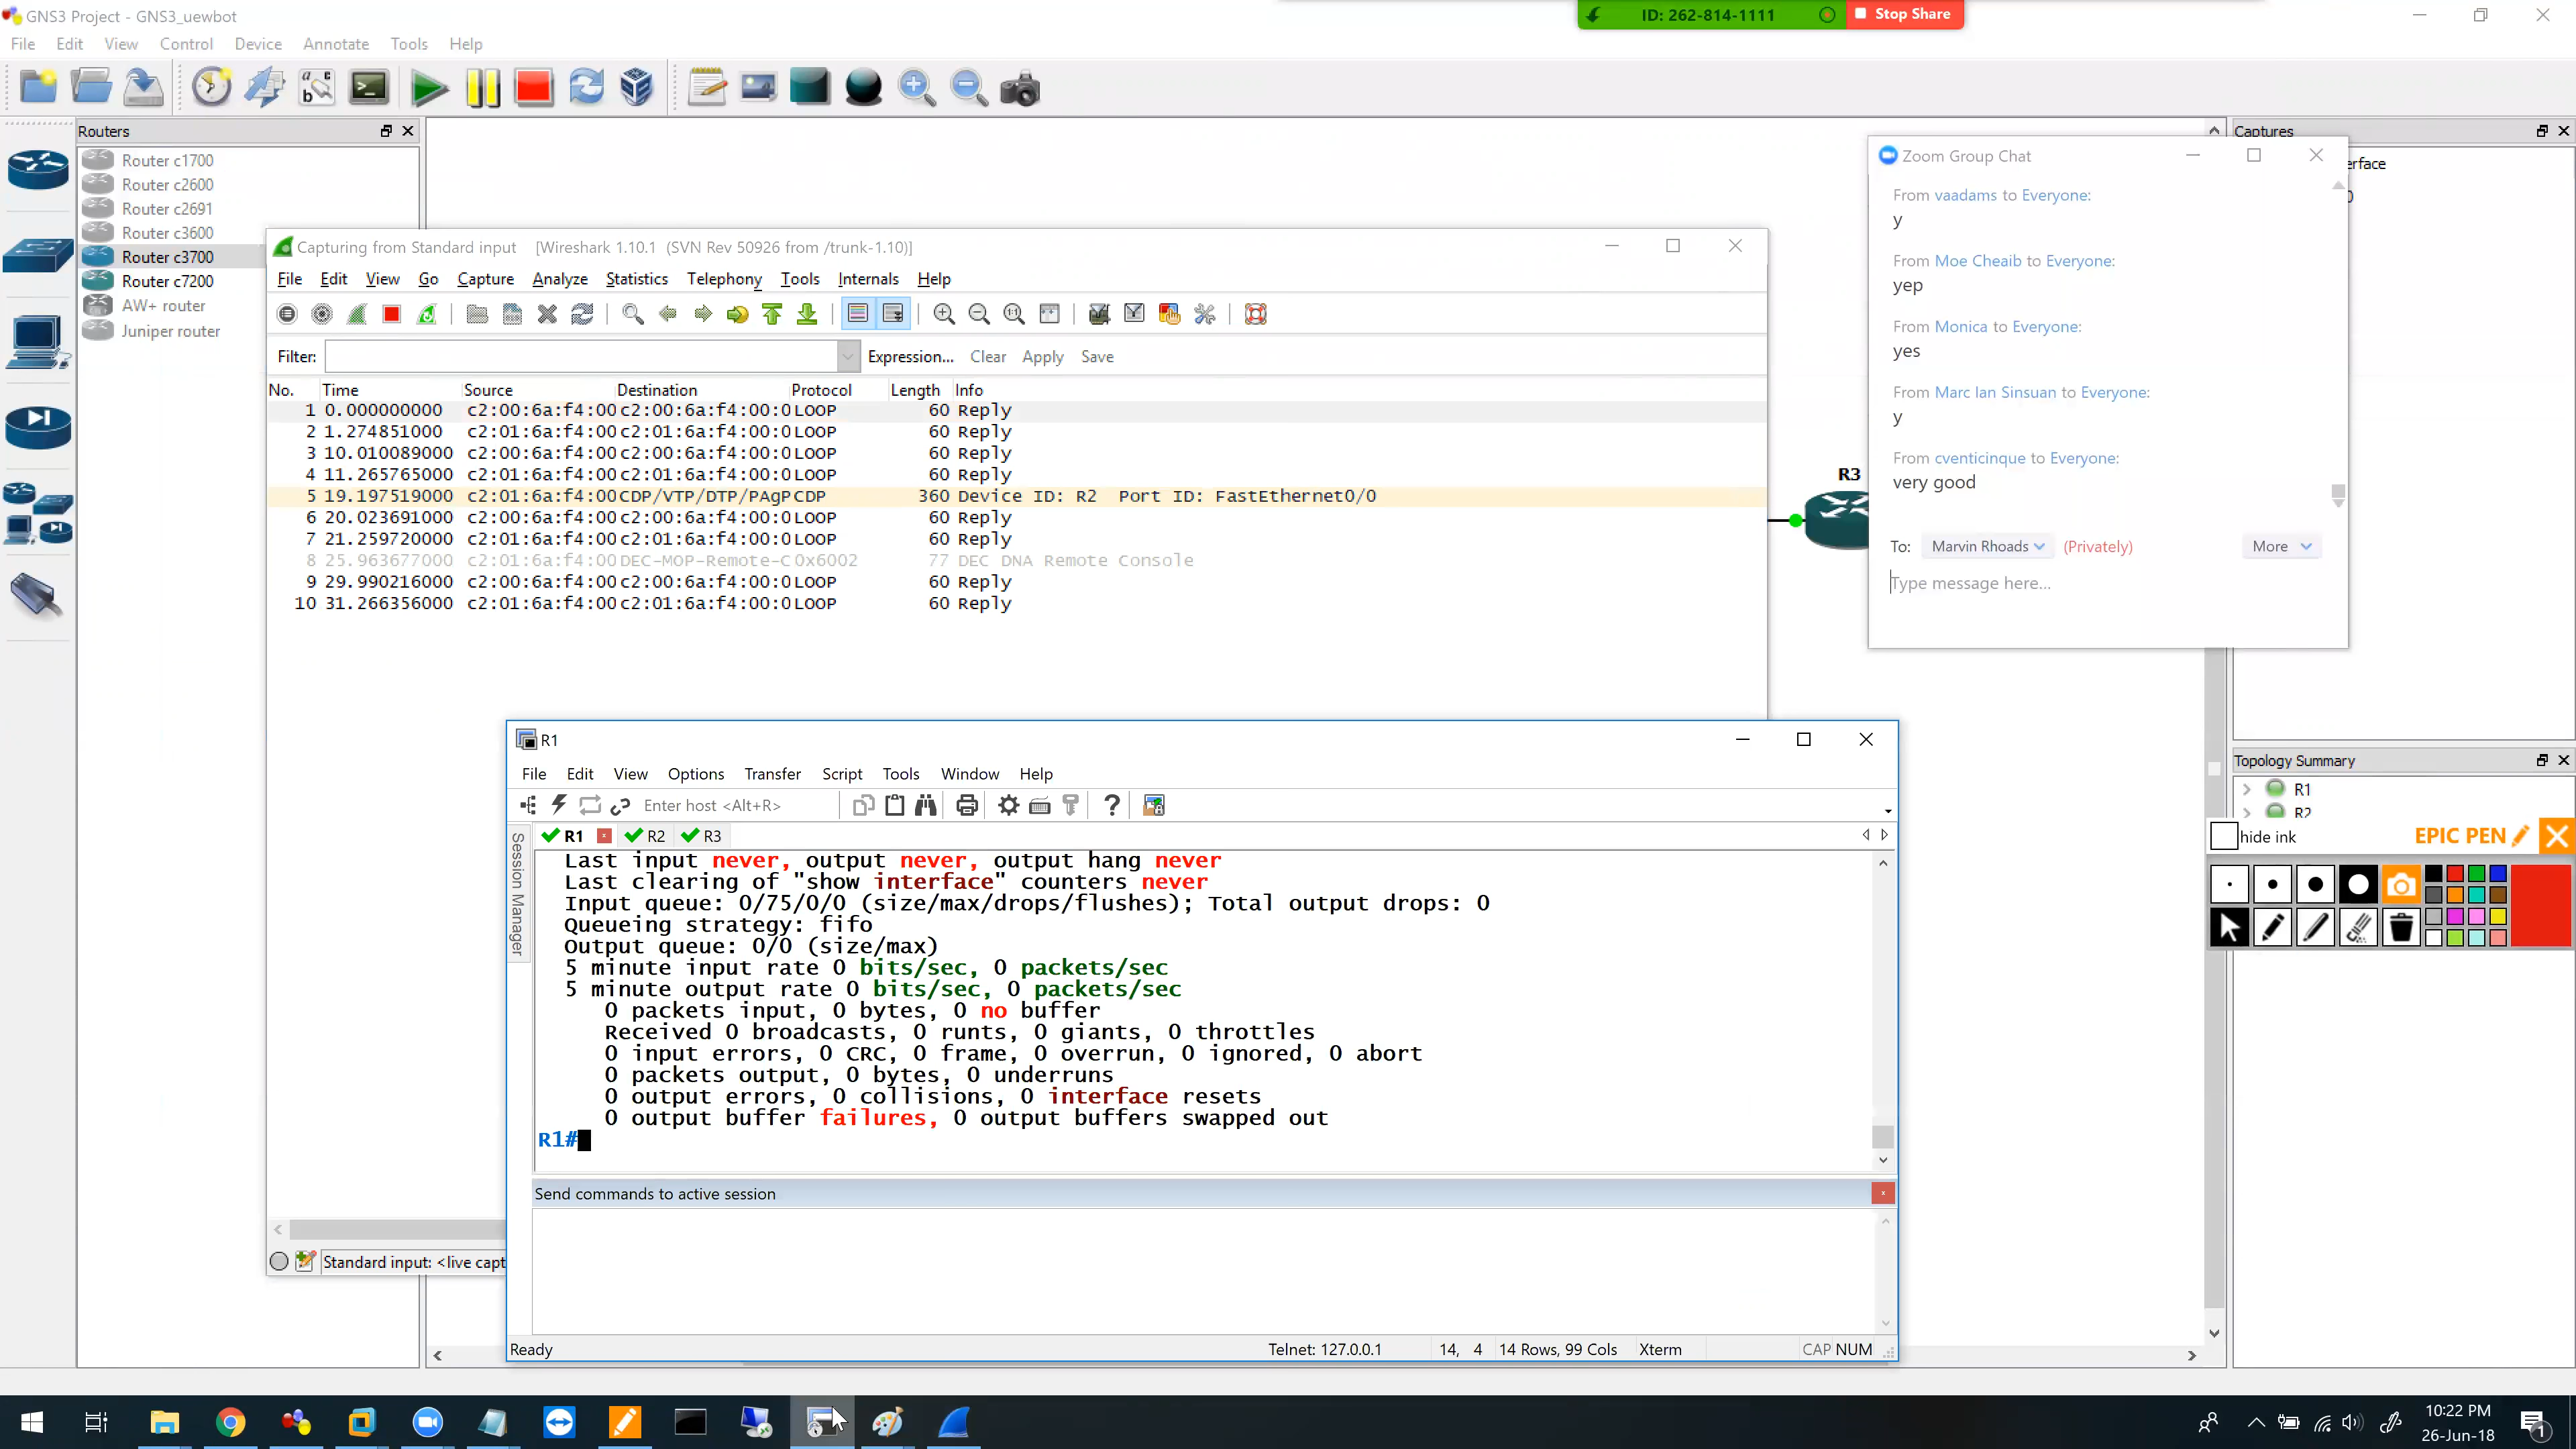 GNS3 Project - GNS3_uewbot
ID: 262-814-1111
Stop Share
File Edit View Control Device Annotate Tools Help
Routers
Router c1700
Router c2600
Router c2691
Router c3600
Router c3700
Router c7200
AW+ router
Juniper router
Capturing from Standard input [Wireshark 1.10.1 (SVN Rev 50926 from /trunk-1.10)]
File Edit View Go Capture Analyze Statistics Telephony Tools Internals Help
Filter: Expression... Clear Apply Save
No. Time Source Destination Protocol Length Info
1 0.000000000 c2:00:6a:f4:00 c2:00:6a:f4:00:0 LOOP 60 Reply
2 1.274851000 c2:01:6a:f4:00 c2:01:6a:f4:00:0 LOOP 60 Reply
3 10.010089000 c2:00:6a:f4:00 c2:00:6a:f4:00:0 LOOP 60 Reply
4 11.265765000 c2:01:6a:f4:00 c2:01:6a:f4:00:0 LOOP 60 Reply
5 19.197519000 c2:01:6a:f4:00 CDP/VTP/DTP/PAgP CDP 360 Device ID: R2 Port ID: FastEthernet0/0
6 20.023691000 c2:00:6a:f4:00 c2:00:6a:f4:00:0 LOOP 60 Reply
7 21.259720000 c2:01:6a:f4:00 c2:01:6a:f4:00:0 LOOP 60 Reply
8 25.963677000 c2:01:6a:f4:00 DEC-MOP-Remote-C 0x6002 77 DEC DNA Remote Console
9 29.990216000 c2:00:6a:f4:00 c2:00:6a:f4:00:0 LOOP 60 Reply
10 31.266356000 c2:01:6a:f4:00 c2:01:6a:f4:00:0 LOOP 60 Reply
Standard input: <live capt
R3
Zoom Group Chat
From vaadams to Everyone:
y
From Moe Cheaib to Everyone:
yep
From Monica to Everyone:
yes
From Marc Ian Sinsuan to Everyone:
y
From cventicinque to Everyone:
very good
To: Marvin Rhoads (Privately) More
Type message here...
Captures
erface
0
Topology Summary
R1
R2
hide ink EPIC PEN
R1
File Edit View Options Transfer Script Tools Window Help
Enter host <Alt+R>
Session Manager
R1 R2 R3
Last input never, output never, output hang never
Last clearing of "show interface" counters never
Input queue: 0/75/0/0 (size/max/drops/flushes); Total output drops: 0
Queueing strategy: fifo
Output queue: 0/0 (size/max)
5 minute input rate 0 bits/sec, 0 packets/sec
5 minute output rate 0 bits/sec, 0 packets/sec
0 packets input, 0 bytes, 0 no buffer
Received 0 broadcasts, 0 runts, 0 giants, 0 throttles
0 input errors, 0 CRC, 0 frame, 0 overrun, 0 ignored, 0 abort
0 packets output, 0 bytes, 0 underruns
0 output errors, 0 collisions, 0 interface resets
0 output buffer failures, 0 output buffers swapped out
R1#
Send commands to active session
Ready Telnet: 127.0.0.1 14, 4 14 Rows, 99 Cols Xterm CAP NUM
10:22 PM
26-Jun-18
1